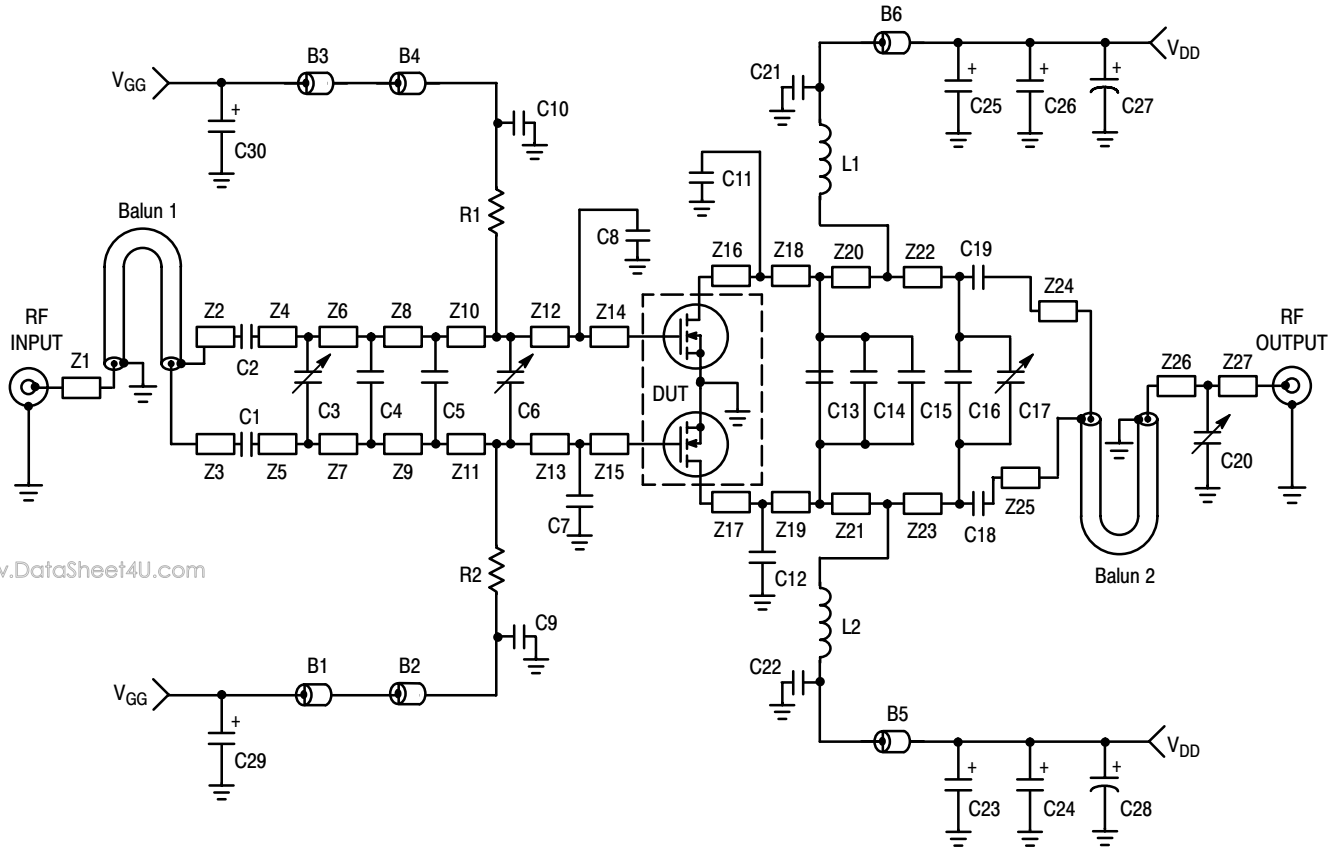 B6
VDD
B3 B4
VGG
C21
C10
+
C30
+ + +
C25 C26 C27
L1
C11
Balun 1
R1
C8
Z16 Z18 Z20 Z22 C19
Z24
Z2 Z4 Z6 Z8 Z10 Z12 Z14
RF
INPUT
RF
OUTPUT
Z1
C2
Z26 Z27
DUT
C3 C4 C5 C6
C13 C14 C15 C16 C17
C1
C20
Z3 Z5 Z7 Z9 Z11 Z13 Z15
Z25
C7
Z17 Z19 Z21 Z23 C18
w.DataSheet4U.com
R2
C12
Balun 2
L2
C9
C22
B1 B2
VGG
B5
+
C29
VDD
+ + +
C23 C24 C28